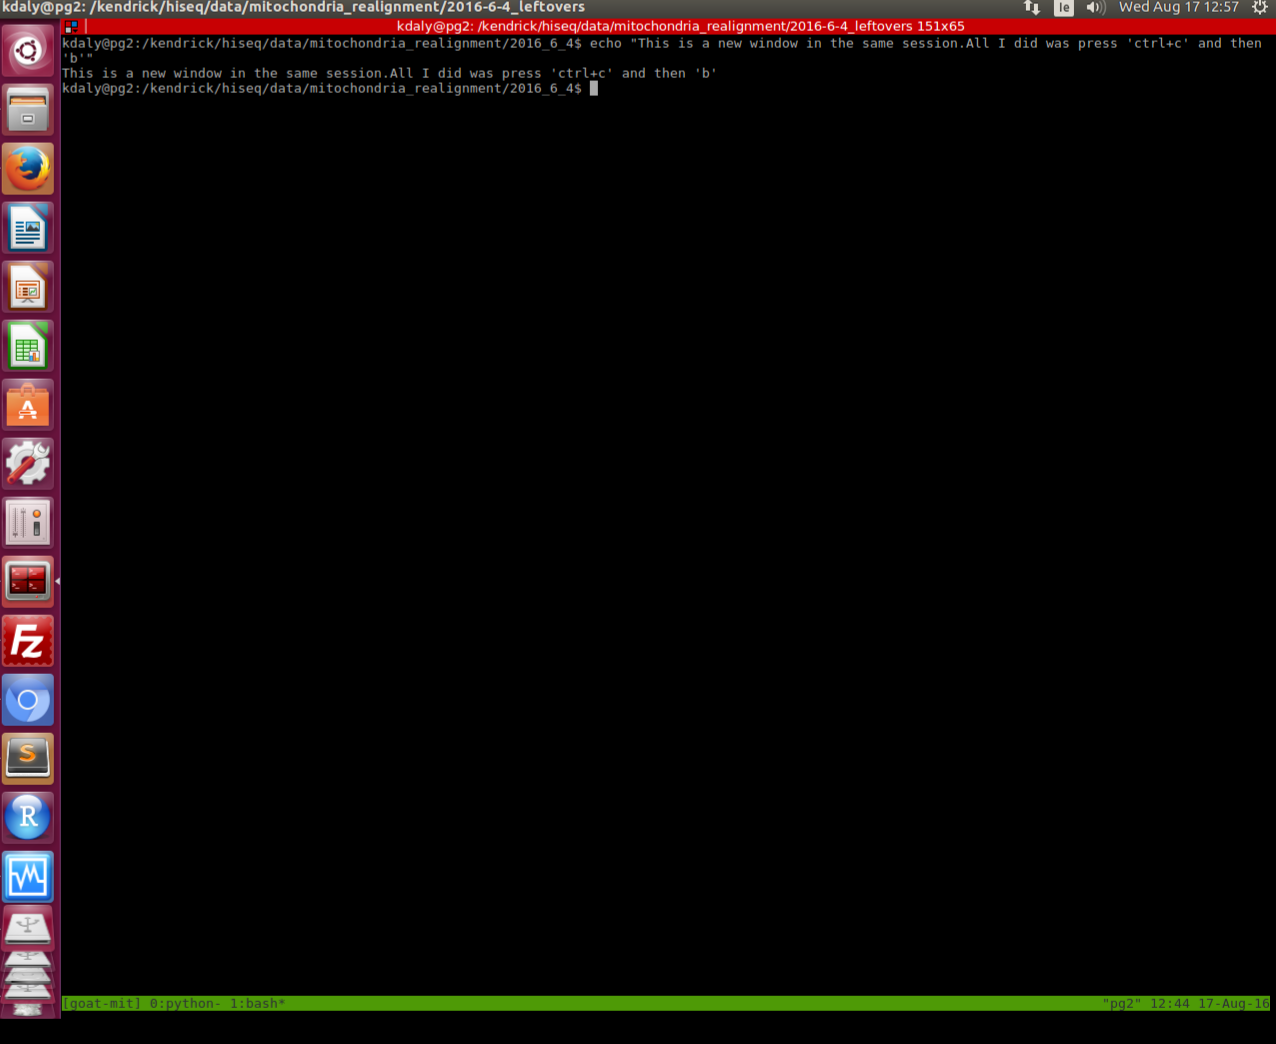 kdaly@pg2: /kendrick/hiseq/data/mitochondria_realignment/2016-6-4_leftovers
Ie
Wed Aug 17 12:57
kdaly@pg2: /kendrick/hiseq/data/mitochondria_realignment/2016-6-4_leftovers 151x65
kdaly@pg2:/kendrick/hiseq/data/mitochondria_realignment/2016_6_4$ echo "This is a new window in the same session.All I did was press 'ctrl+c' and then
'b'"
This is a new window in the same session.All I did was press 'ctrl+c' and then 'b'
kdaly@pg2:/kendrick/hiseq/data/mitochondria_realignment/2016_6_4$
A
Fz
S
R
[goat-mit] 0:python- 1:bash*
"pg2" 12:44 17-Aug-16